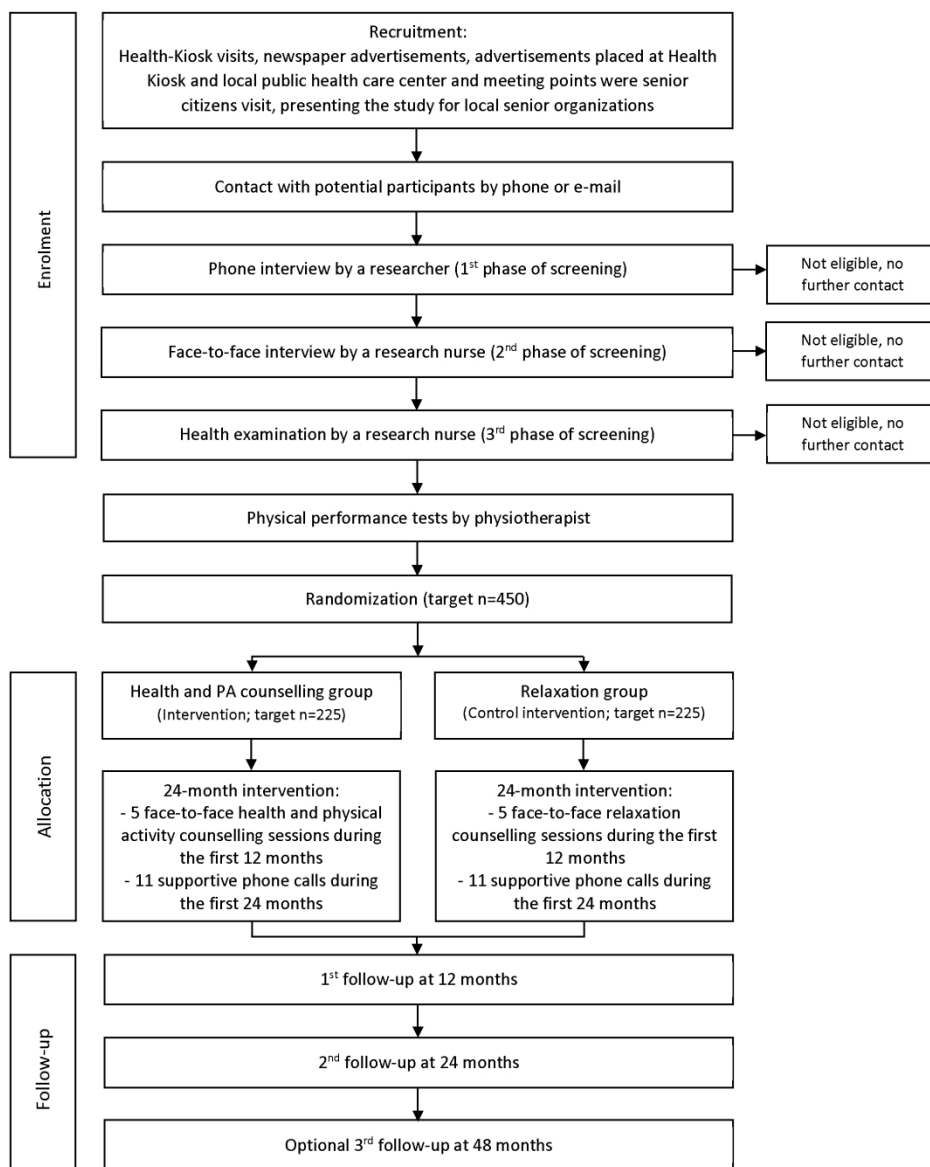 Recruitment:
Health-Kiosk visits, newspaper advertisements, advertisements placed at Health
Kiosk and local public health care center and meeting points were senior
citizens visit, presenting the study for local senior organizations
Enrolment
Contact with potential participants by phone or e-mail
Phone interview by a researcher (1st phase of screening)
Not eligible, no
further contact
Face-to-face interview by a research nurse (2nd phase of screening)
Not eligible, no
further contact
Health examination by a research nurse (3rd phase of screening)
Not eligible, no
further contact
Physical performance tests by physiotherapist
Randomization (target n=450)
Allocation
Health and PA counselling group
(Intervention; target n=225)
Relaxation group
(Control intervention; target n=225)
24-month intervention:
- 5 face-to-face health and physical
activity counselling sessions during
the first 12 months
- 11 supportive phone calls during
the first 24 months
24-month intervention:
- 5 face-to-face relaxation
counselling sessions during the first
12 months
- 11 supportive phone calls during
the first 24 months
Follow-up
1st follow-up at 12 months
2nd follow-up at 24 months
Optional 3rd follow-up at 48 months